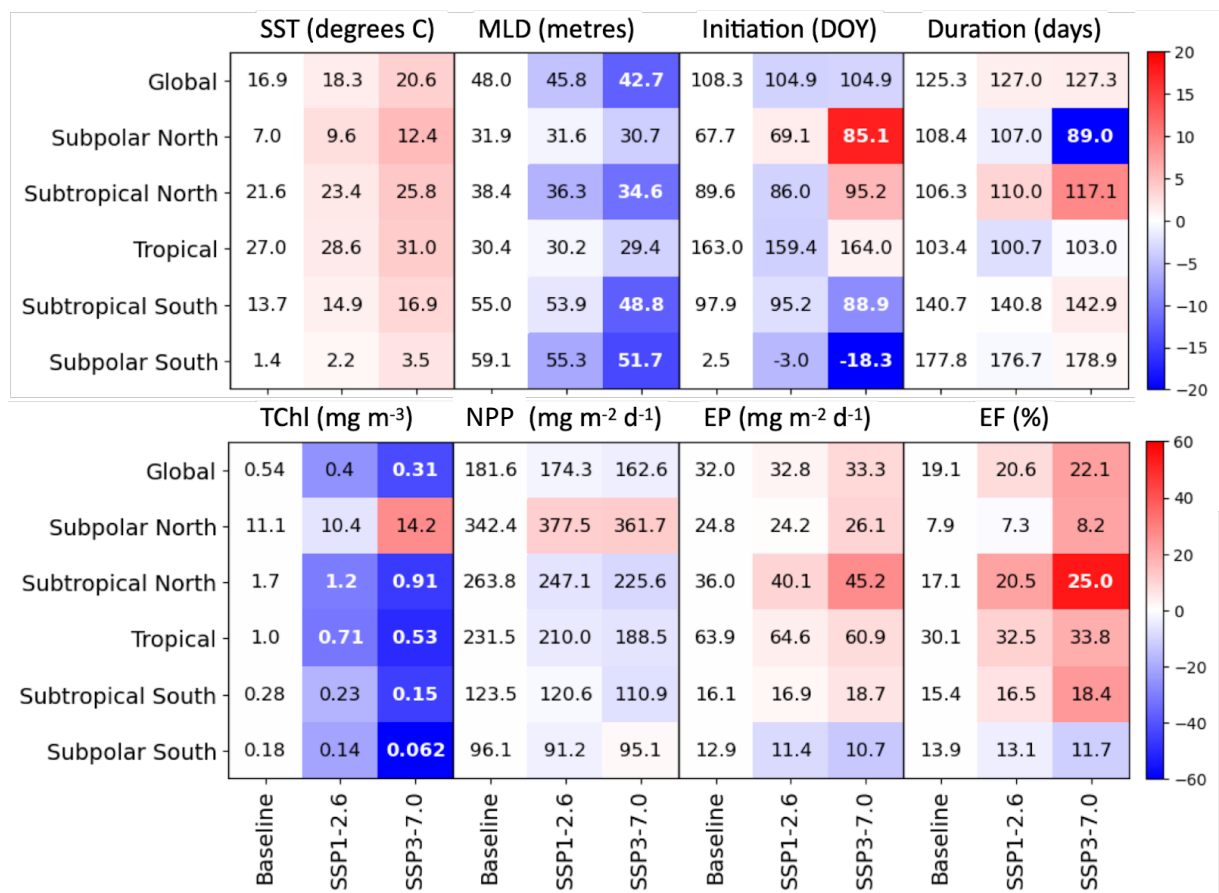 SST (degrees C) MLD (metres) Initiation (DOY) Duration (days)
Global 16.9 18.3 20.6 48.0 45.8 42.7 108.3 104.9 104.9 125.3 127.0 127.3
Subpolar North 7.0 9.6 12.4 31.9 31.6 30.7 67.7 69.1 85.1 108.4 107.0 89.0
Subtropical North 21.6 23.4 25.8 38.4 36.3 34.6 89.6 86.0 95.2 106.3 110.0 117.1
Tropical 27.0 28.6 31.0 30.4 30.2 29.4 163.0 159.4 164.0 103.4 100.7 103.0
Subtropical South 13.7 14.9 16.9 55.0 53.9 48.8 97.9 95.2 88.9 140.7 140.8 142.9
Subpolar South 1.4 2.2 3.5 59.1 55.3 51.7 2.5 -3.0 -18.3 177.8 176.7 178.9
20
15
10
5
0
−5
−10
−15
−20
TChl (mg m-3) NPP (mg m-2 d-1) EP (mg m-2 d-1) EF (%)
Global 0.54 0.4 0.31 181.6 174.3 162.6 32.0 32.8 33.3 19.1 20.6 22.1
Subpolar North 11.1 10.4 14.2 342.4 377.5 361.7 24.8 24.2 26.1 7.9 7.3 8.2
Subtropical North 1.7 1.2 0.91 263.8 247.1 225.6 36.0 40.1 45.2 17.1 20.5 25.0
Tropical 1.0 0.71 0.53 231.5 210.0 188.5 63.9 64.6 60.9 30.1 32.5 33.8
Subtropical South 0.28 0.23 0.15 123.5 120.6 110.9 16.1 16.9 18.7 15.4 16.5 18.4
Subpolar South 0.18 0.14 0.062 96.1 91.2 95.1 12.9 11.4 10.7 13.9 13.1 11.7
60
40
20
0
−20
−40
−60
Baseline SSP1-2.6 SSP3-7.0 Baseline SSP1-2.6 SSP3-7.0 Baseline SSP1-2.6 SSP3-7.0 Baseline SSP1-2.6 SSP3-7.0